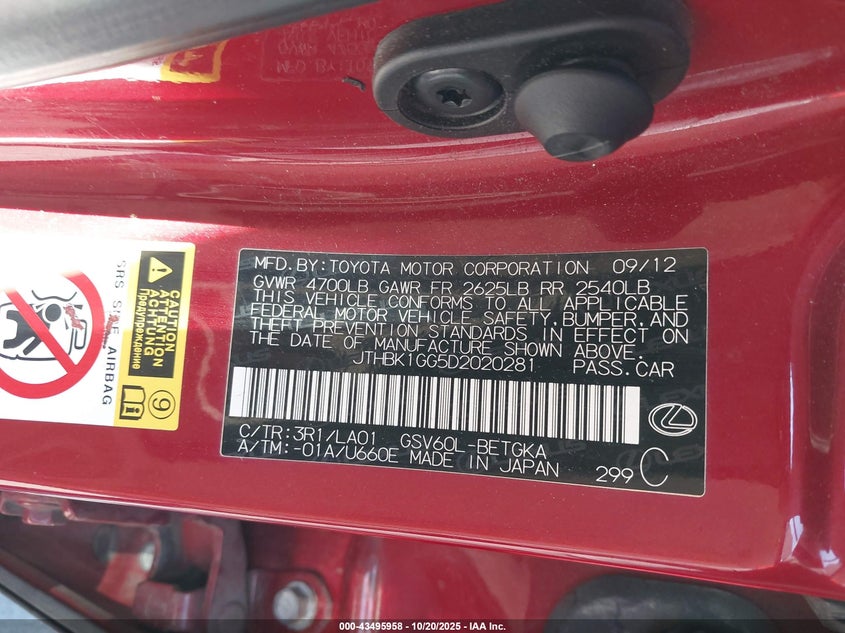 MFD.BY:TOYOTA MOTOR CORPORATION 09/12
GVWR 4700LB GAWR FR 2625LB RR 2540LB
THIS VEHICLE CONFORMS TO ALL APPLICABLE
FEDERAL MOTOR VEHICLE SAFETY, BUMPER, AND
THEFT PREVENTION STANDARDS IN EFFECT ON
THE DATE OF MANUFACTURE SHOWN ABOVE.
JTHBK1GG5D2020281 PASS.CAR
C/TR:3R1/LA01 GSV60L-BETGKA
A/TM:-01A/U660E MADE IN JAPAN 299 C
SRS SIDE AIRBAG
CAUTION
ATTENTION
ACHTUNG
Предупреждение
9
000-43495958 - 10/20/2025 - IAA Inc.